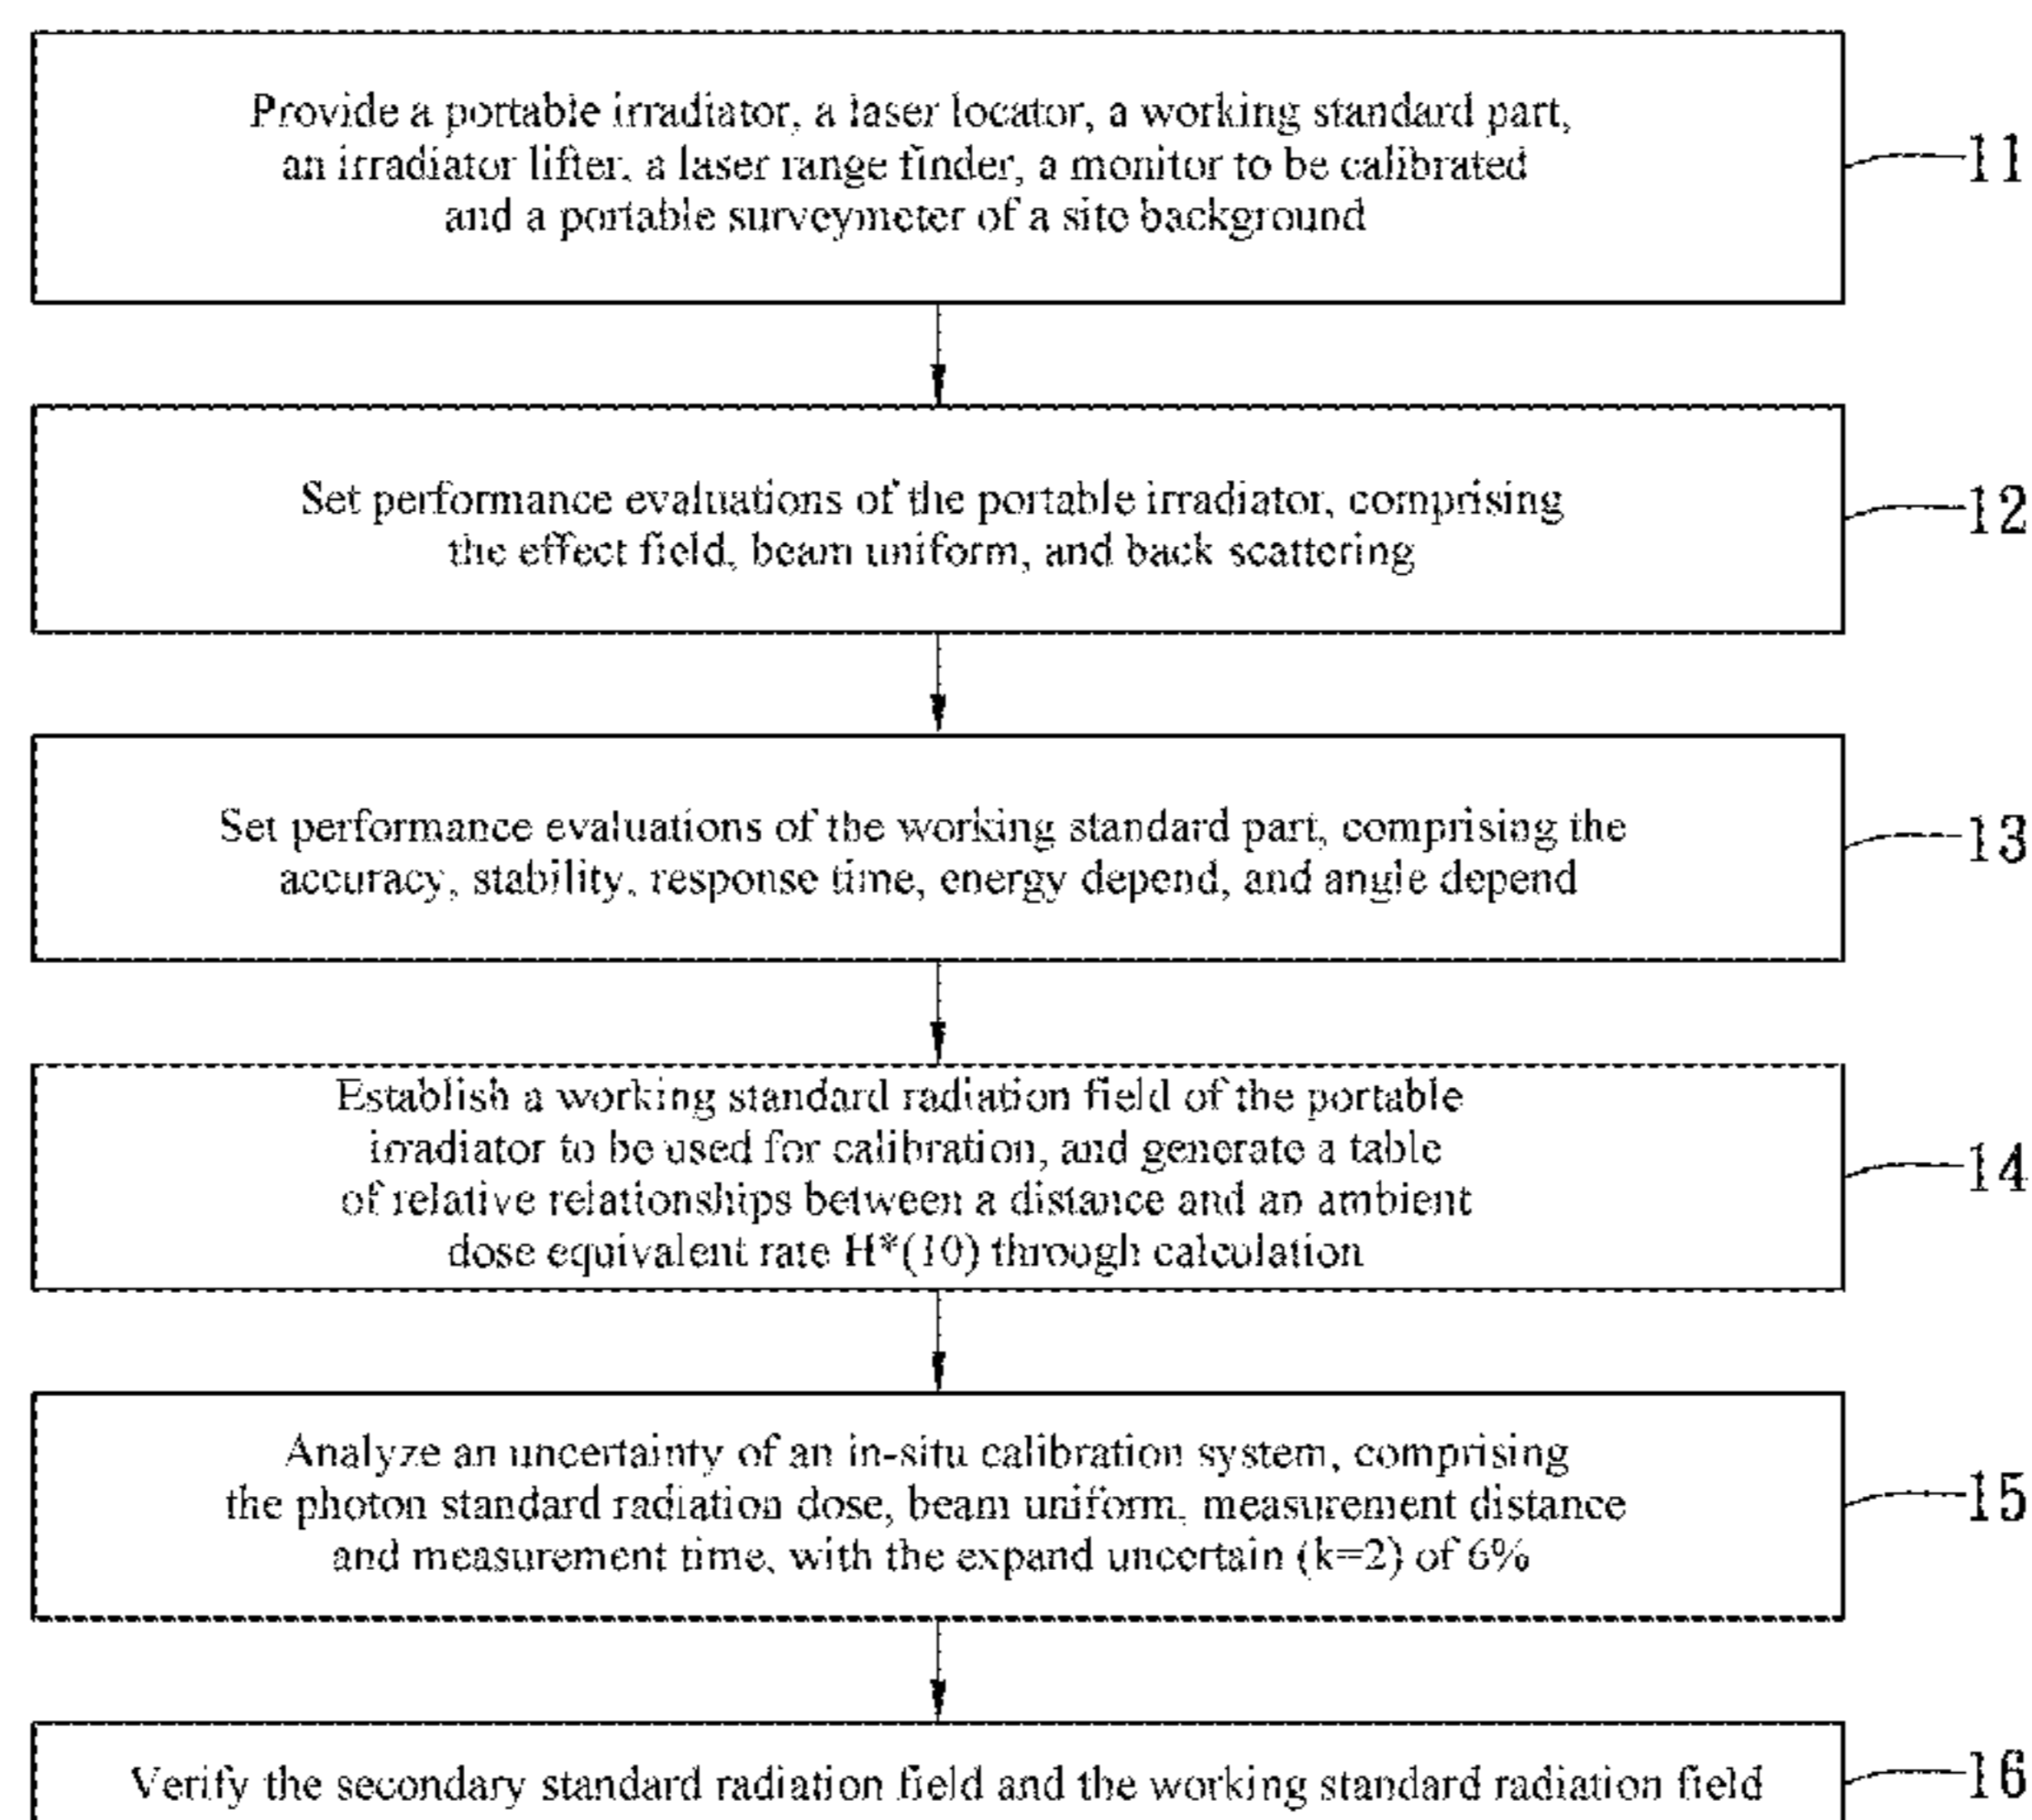 Provide a portable irradiator, a laser locator, a working standard part,
an irradiator lifter, a laser range finder, a monitor to be calibrated
and a portable surveymeter of a site background
11
Set performance evaluations of the portable irradiator, comprising
the effect field, beam uniform, and back scattering
12
Set performance evaluations of the working standard part, comprising the
accuracy, stability, response time, energy depend, and angle depend
13
Establish a working standard radiation field of the portable
irradiator to be used for calibration, and generate a table
of relative relationships between a distance and an ambient
dose equivalent rate H*(10) through calculation
14
Analyze an uncertainty of an in-situ calibration system, comprising
the photon standard radiation dose, beam uniform, measurement distance
and measurement time, with the expand uncertain (k=2) of 6%
15
Verify the secondary standard radiation field and the working standard radiation field
16